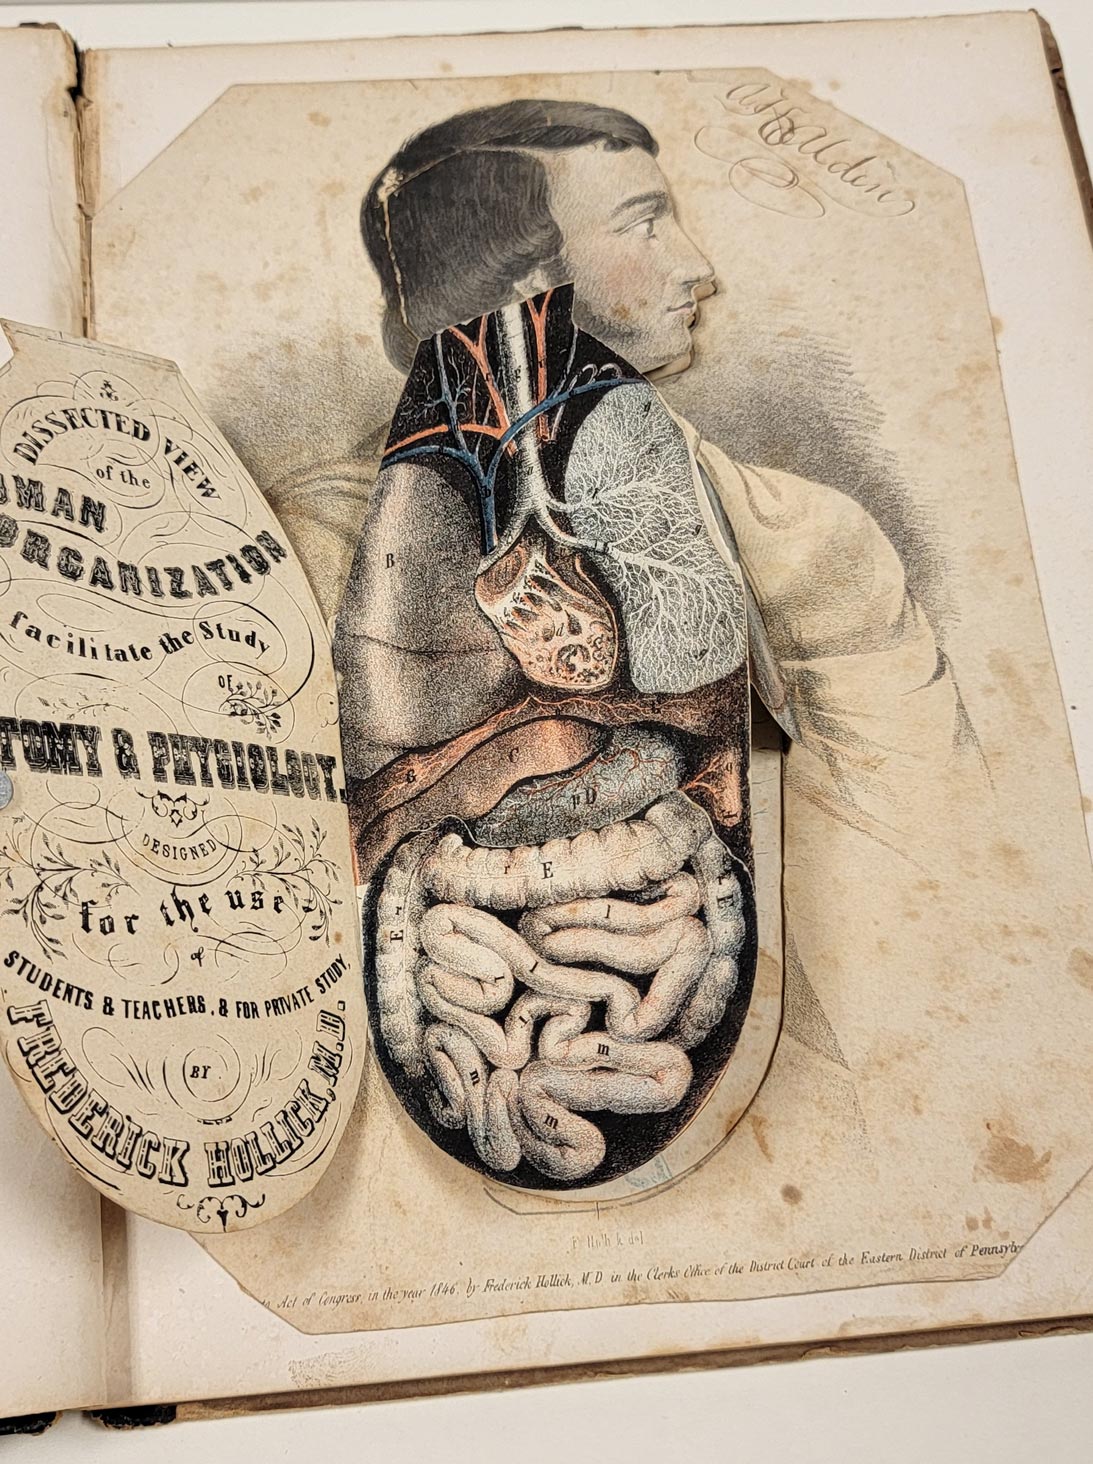 DISSECTED VIEW
of the
UMAN
ORGANIZATION
facilitate the Study
OF
TOMY & PHYGIOLOGY.
DESIGNED
for the use
of
STUDENTS & TEACHERS, & FOR PRIVATE STUDY,
BY
FREDERICK HOLLICK, M.D.
B
d
G
C
D
r
E
E
r
E
l
l
l
l
m
m
m
Act of Congress, in the year 1846, by Frederick Hollick, M.D in the Clerks Office of the District Court of the Eastern District of Pennsylv